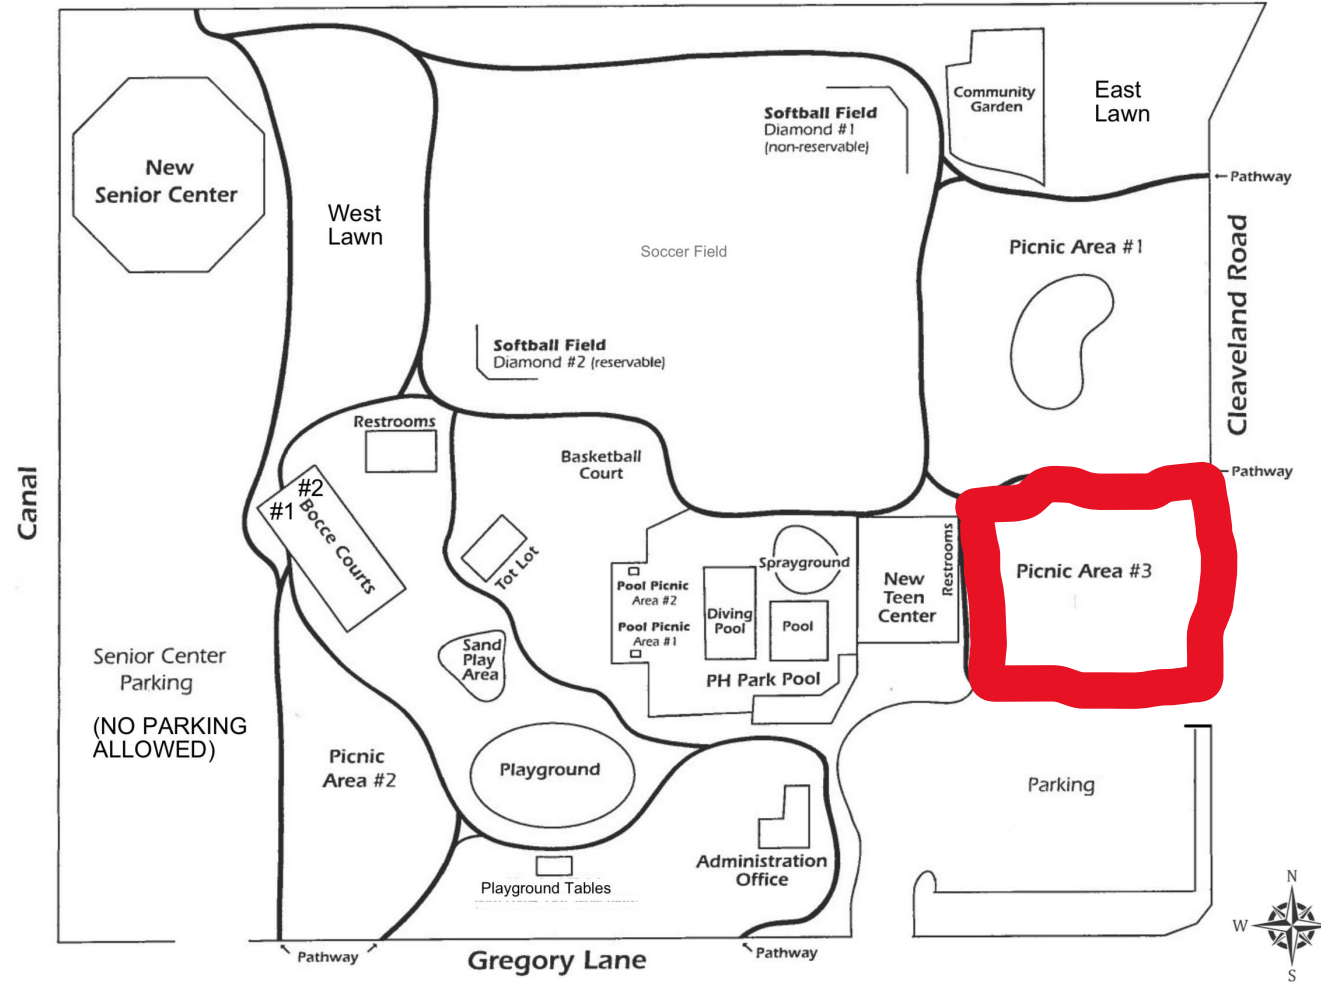 Community
Garden
East
Lawn
Softball Field
Diamond #1
(non-reservable)
New
Senior Center
← Pathway
West
Lawn
Soccer Field
Picnic Area #1
Cleaveland Road
Softball Field
Diamond #2 (reservable)
Restrooms
Basketball
Court
Pathway
Canal
#2
#1
Bocce Courts
Tot Lot
Sprayground
Restrooms
Picnic Area #3
Pool Picnic
Area #2
New
Teen
Center
Diving
Pool
Pool
Pool Picnic
Area #1
Sand
Play
Area
PH Park Pool
Senior Center
Parking
(NO PARKING
ALLOWED)
Picnic
Area #2
Playground
Parking
Administration
Office
Playground Tables
N
W
S
Pathway
Gregory Lane
Pathway